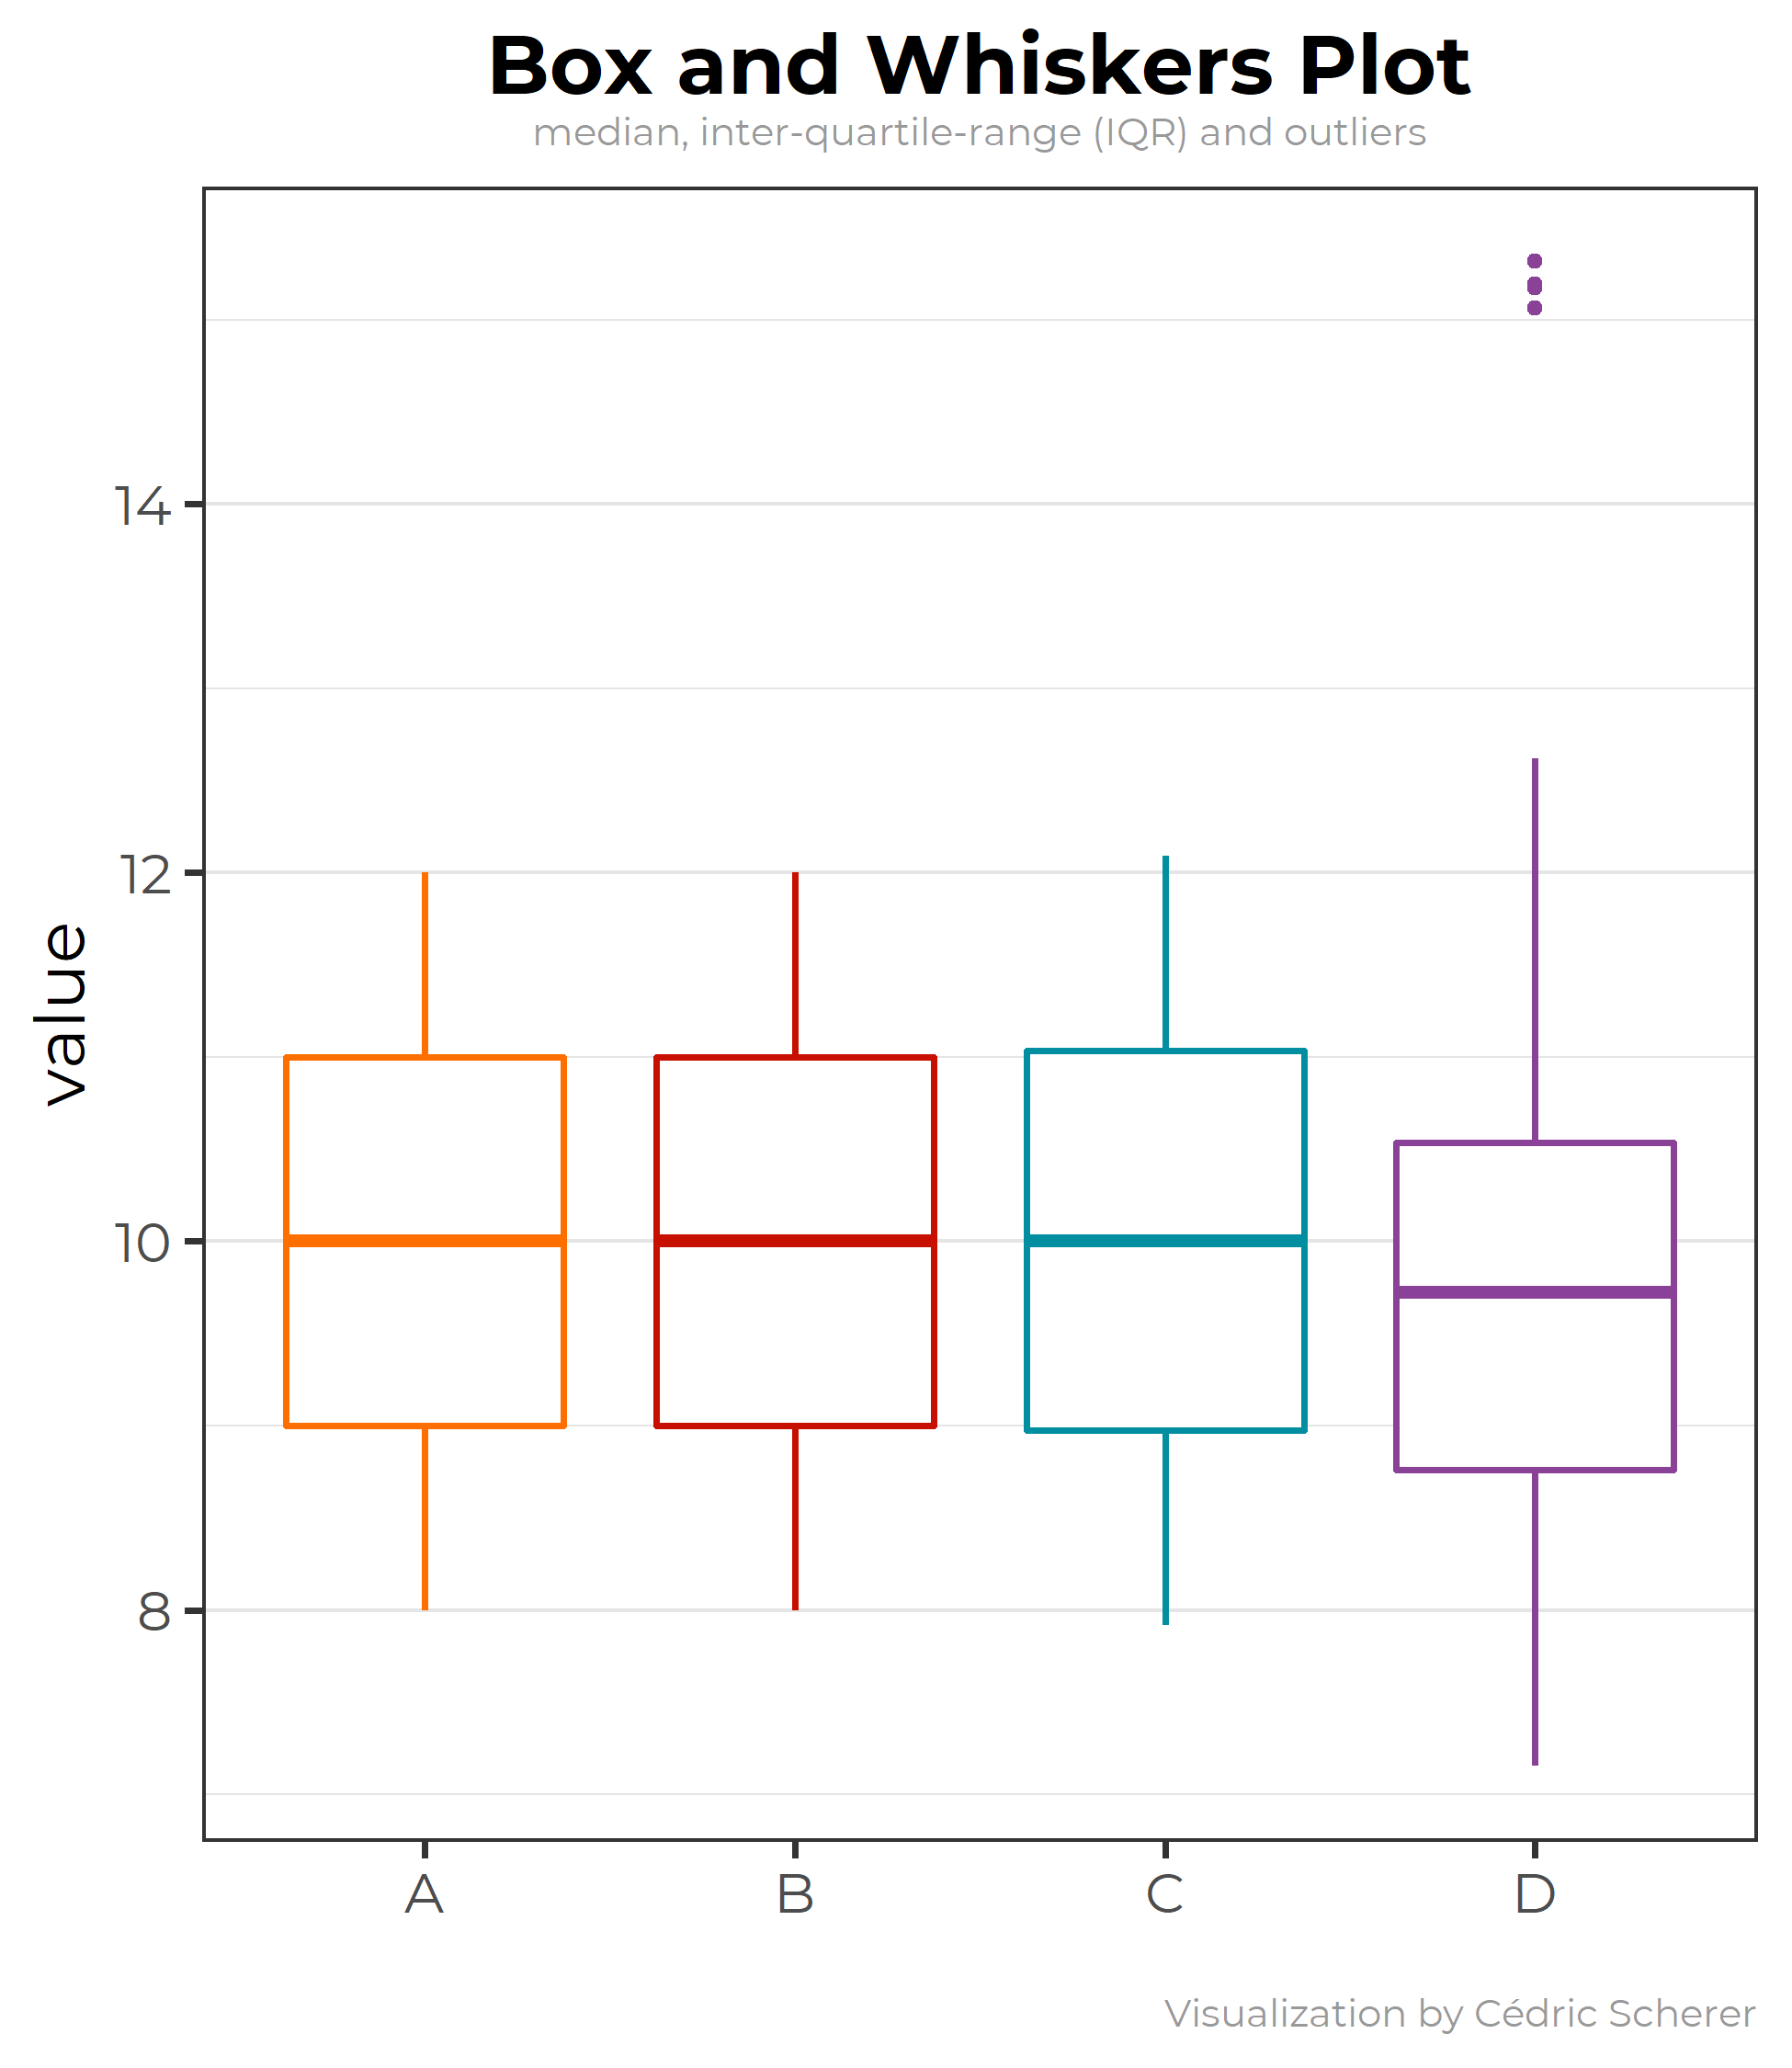 Box and Whiskers Plot
median, inter-quartile-range (IQR) and outliers
value
14
12
10
8
A B C D
Visualization by Cédric Scherer